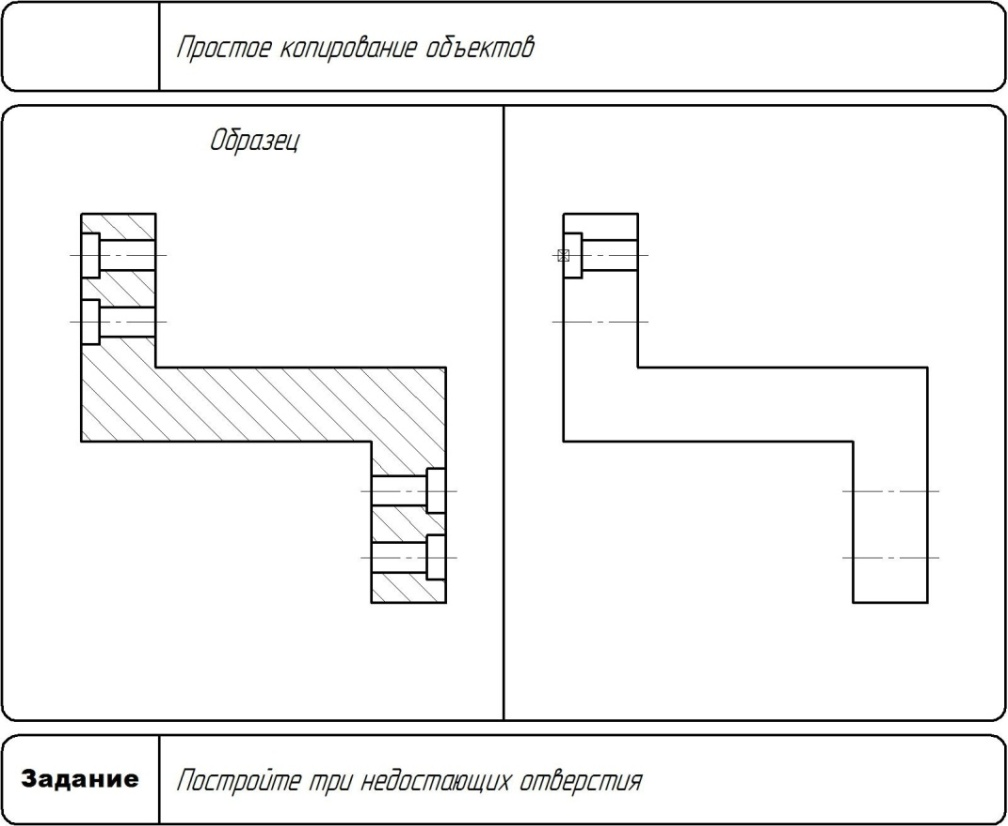 Простое копирование объектов
Образец
Задание
Постройте три недостающих отверстия